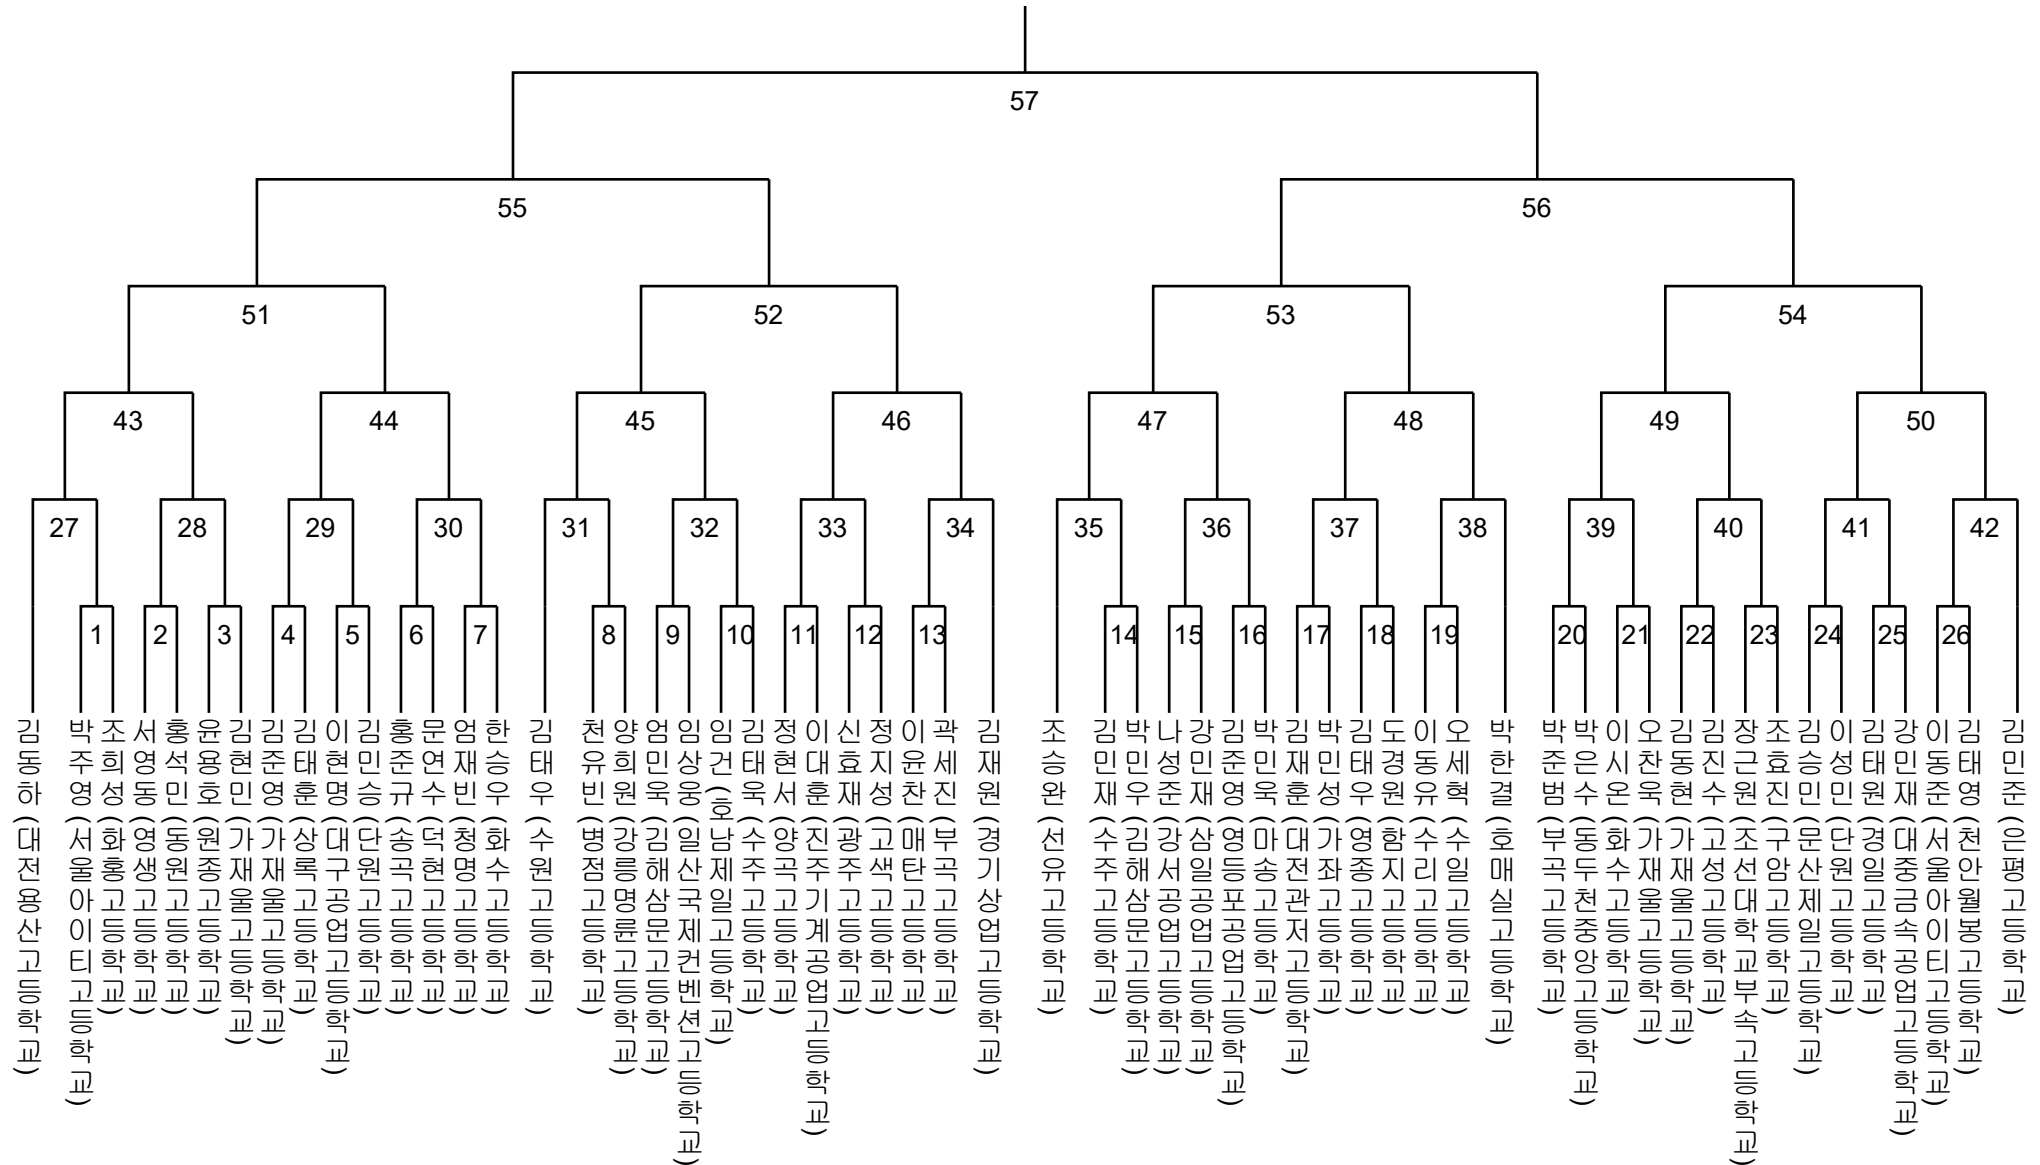 57
55
56
51
52
53
54
43
44
45
46
47
48
49
50
27
28
29
30
31
32
33
34
35
36
37
38
39
40
41
42
1
2
3
4
5
6
7
8
9
10
11
12
13
14
15
16
17
18
19
20
21
22
23
24
25
26
김동하(대전용산고등학교)
박주영(서울아이티고등학교)
조희성(화홍고등학교)
서영동(영생고등학교)
홍석민(동원고등학교)
윤용호(원종고등학교)
김현민(가재울고등학교)
김준영(가재울고등학교)
김태훈(상록고등학교)
이현명(대구공업고등학교)
김민승(단원고등학교)
홍준규(송곡고등학교)
문연수(덕현고등학교)
엄재빈(청명고등학교)
한승우(화수고등학교)
김태우(수원고등학교)
천유빈(병점고등학교)
양희원(강릉명륜고등학교)
엄민욱(김해삼문고등학교)
임상웅(일산국제컨벤션고등학교)
임건(호남제일고등학교)
김태욱(수주고등학교)
정현서(양곡고등학교)
이대훈(진주기계공업고등학교)
신효재(광주고등학교)
정지성(고색고등학교)
이윤찬(매탄고등학교)
곽세진(부곡고등학교)
김재원(경기상업고등학교)
조승완(선유고등학교)
김민재(수주고등학교)
박민우(김해삼문고등학교)
나성준(강서공업고등학교)
강민재(삼일공업고등학교)
김준영(영등포공업고등학교)
박민욱(마송고등학교)
김재훈(대전관저고등학교)
박민성(가좌고등학교)
김태우(영종고등학교)
도경원(함지고등학교)
이동유(수리고등학교)
오세혁(수일고등학교)
박한결(호매실고등학교)
박준범(부곡고등학교)
박은수(동두천중앙고등학교)
이시온(화수고등학교)
오찬욱(가재울고등학교)
김동현(가재울고등학교)
김진수(고성고등학교)
장근원(조선대학교부속고등학교)
조효진(구암고등학교)
김승민(문산제일고등학교)
이성민(단원고등학교)
김태원(경일고등학교)
강민재(대중금속공업고등학교)
이동준(서울아이티고등학교)
김태영(천안월봉고등학교)
김민준(은평고등학교)